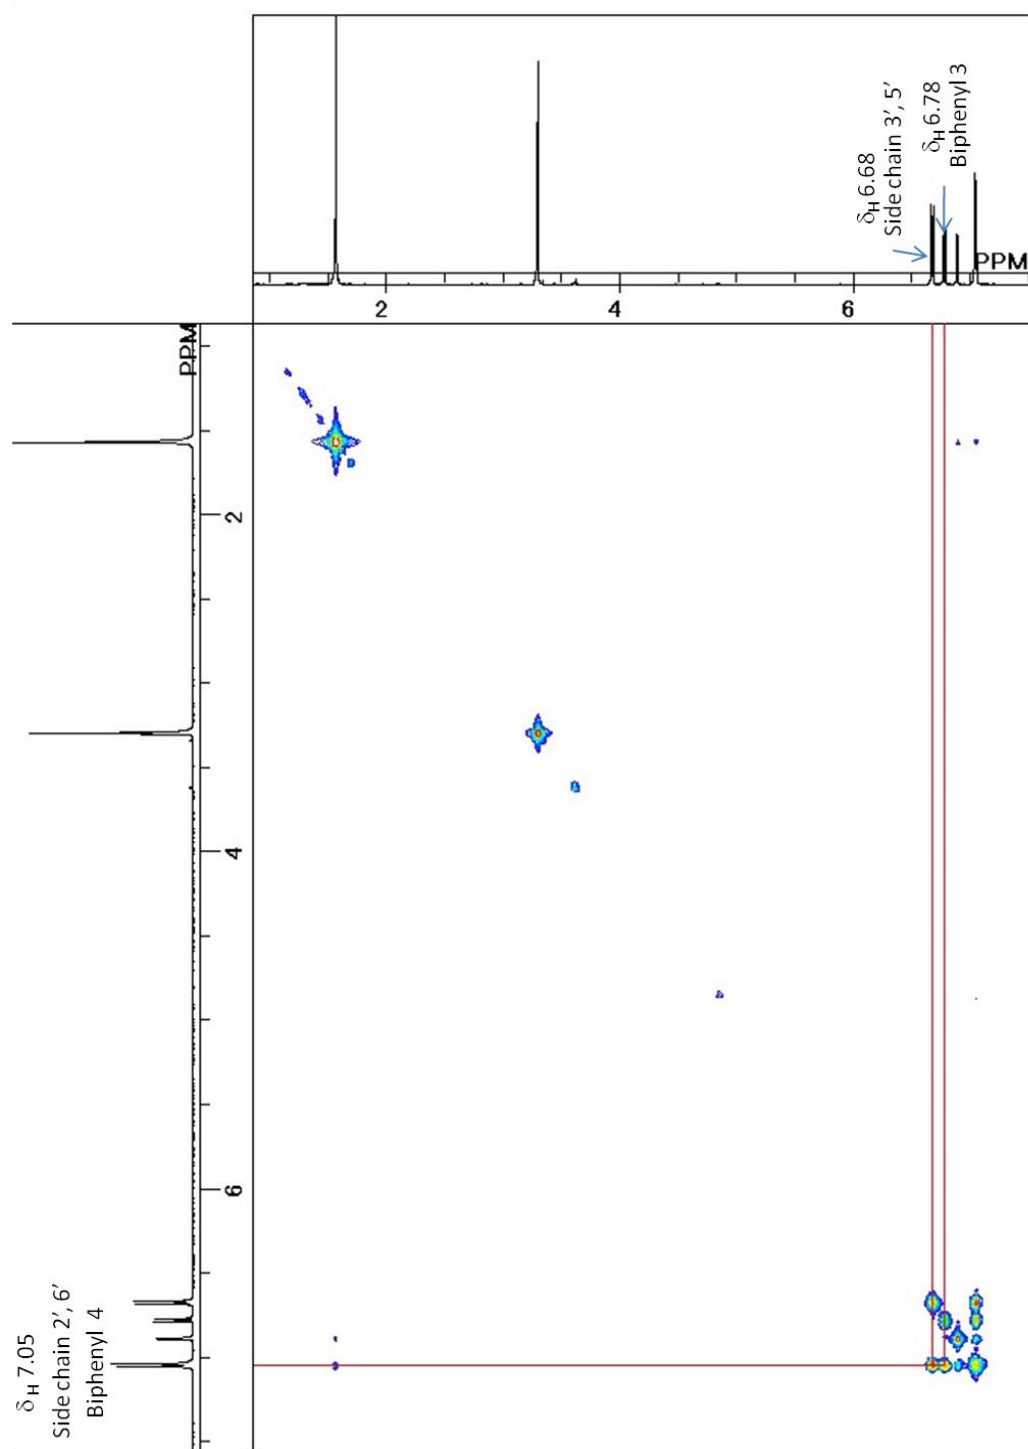 δH 6.68
Side chain 3', 5'
δH 6.78
Biphenyl 3
PPM
2
4
6
PPM
2
4
6
δH 7.05
Side chain 2', 6'
Biphenyl 4